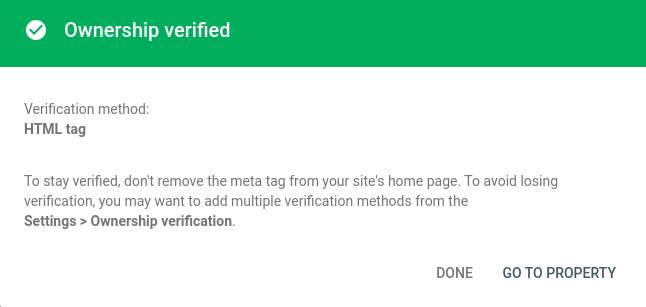 Ownership verified
Verification method:
HTML tag
To stay verified, don't remove the meta tag from your site's home page. To avoid losing
verification, you may want to add multiple verification methods from the
Settings > Ownership verification.
DONE GO TO PROPERTY